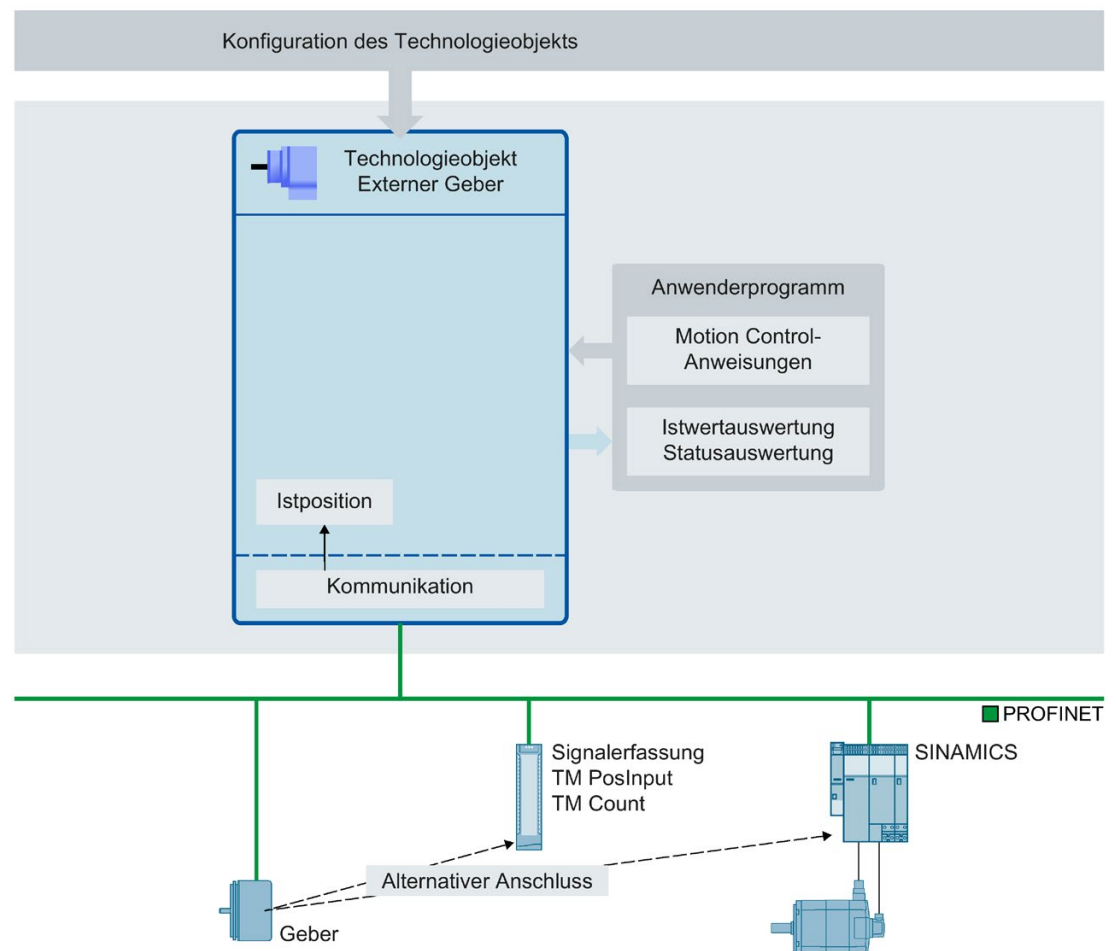 Konfiguration des Technologieobjekts
Technologieobjekt
Externer Geber
Anwenderprogramm
Motion Control-
Anweisungen
Istwertauswertung
Statusauswertung
Istposition
Kommunikation
PROFINET
Signalerfassung
TM PosInput
TM Count
SINAMICS
Alternativer Anschluss
Geber